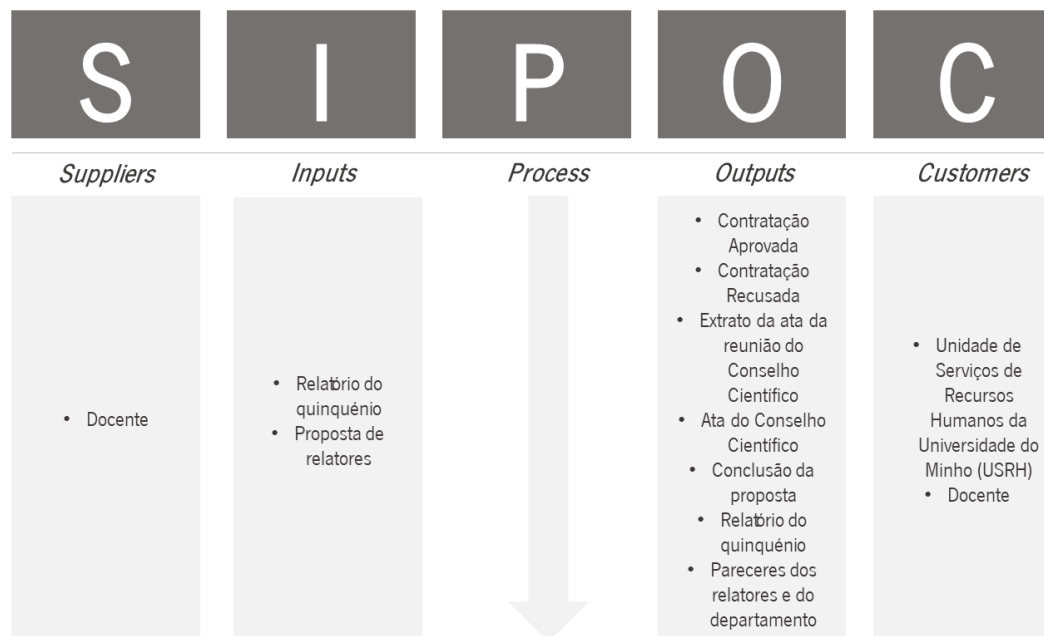 S I P O C
Suppliers Inputs Process Outputs Customers
• Docente
• Relatório do
quinquénio
• Proposta de
relatores
• Contratação
Aprovada
• Contratação
Recusada
• Extrato da ata da
reunião do
Conselho
Científico
• Ata do Conselho
Científico
• Conclusão da
proposta
• Relatório do
quinquénio
• Pareceres dos
relatores e do
departamento
• Unidade de
Serviços de
Recursos
Humanos da
Universidade do
Minho (USRH)
• Docente